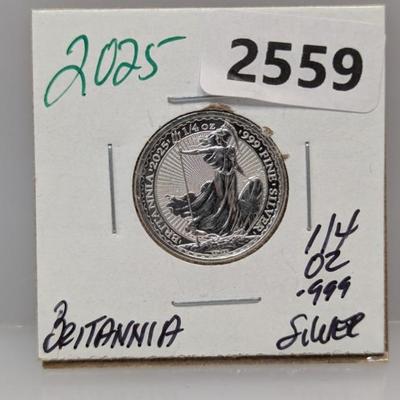 2025
2559
BRITANNIA · 2025 · 1/4 oz · 999 · FINE SILVER
1/4
OZ
.999
BRITANNIA
SILVER